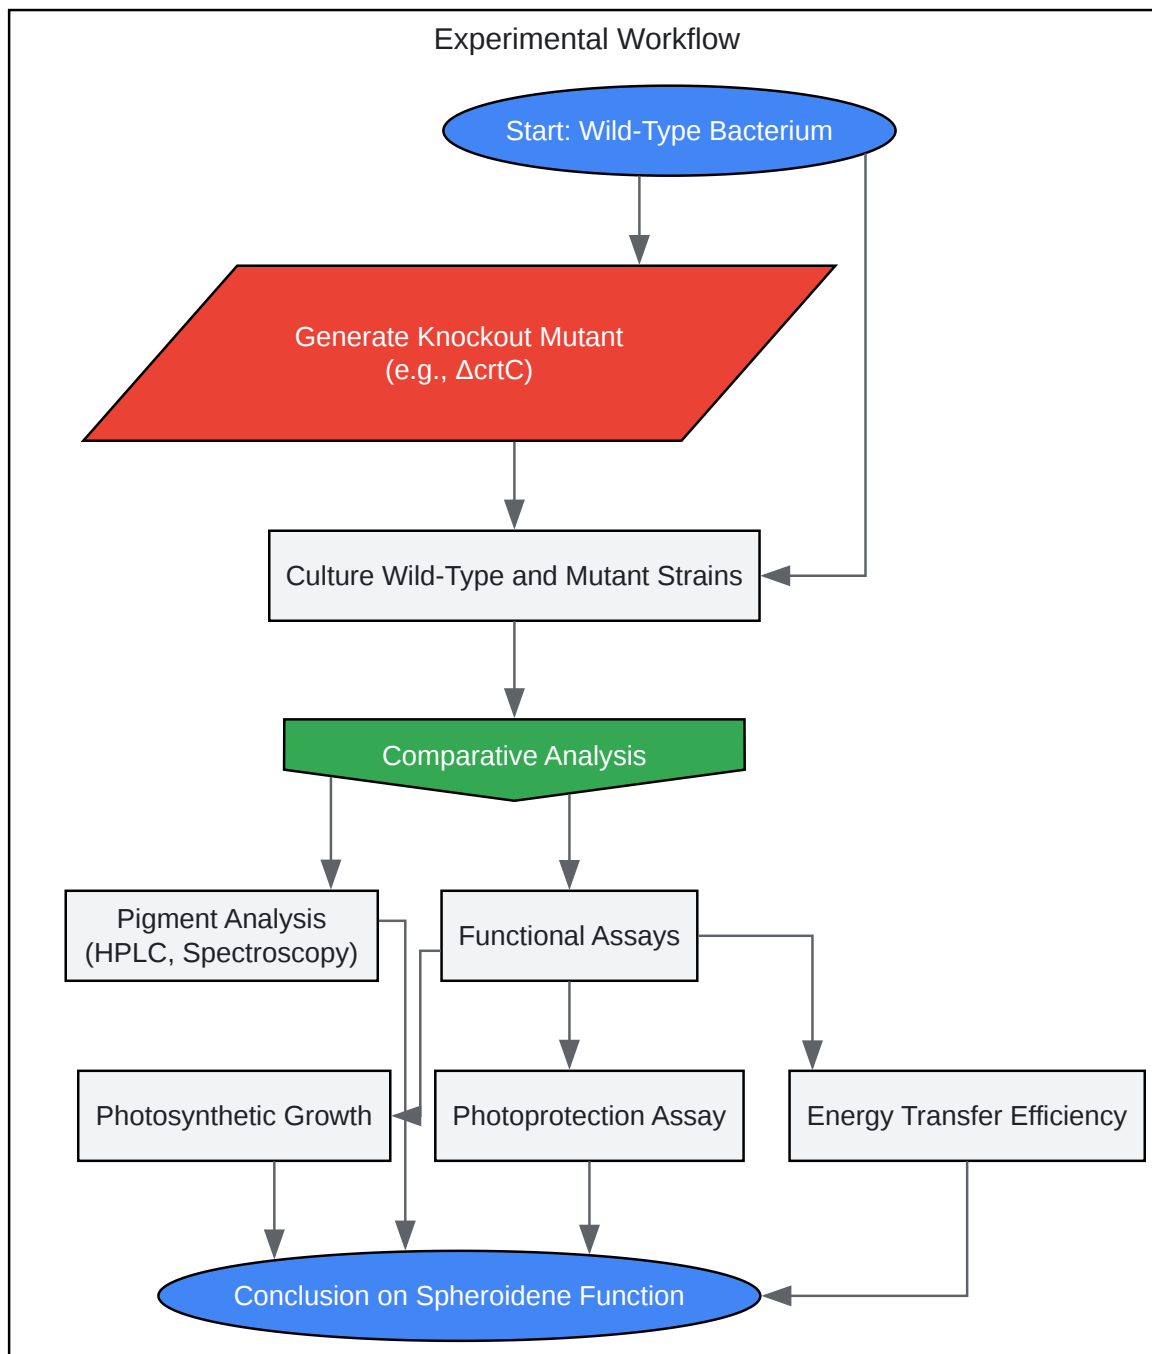 Experimental Workflow
Start: Wild-Type Bacterium
Generate Knockout Mutant
(e.g., ΔcrtC)
Culture Wild-Type and Mutant Strains
Comparative Analysis
Pigment Analysis
(HPLC, Spectroscopy)
Functional Assays
Photosynthetic Growth
Photoprotection Assay
Energy Transfer Efficiency
Conclusion on Spheroidene Function